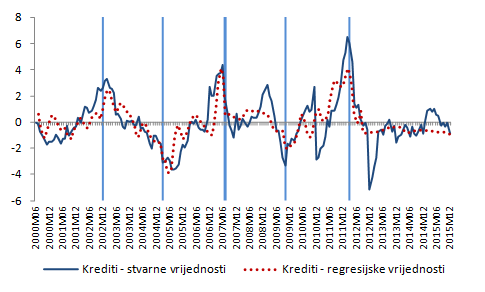 8
6
4
2
0
-2
-4
-6
2000M06
2000M12
2001M06
2001M12
2002M06
2002M12
2003M06
2003M12
2004M06
2004M12
2005M06
2005M12
2006M06
2006M12
2007M06
2007M12
2008M06
2008M12
2009M06
2009M12
2010M06
2010M12
2011M06
2011M12
2012M06
2012M12
2013M06
2013M12
2014M06
2014M12
2015M06
2015M12
Krediti - stvarne vrijednosti
Krediti - regresijske vrijednosti